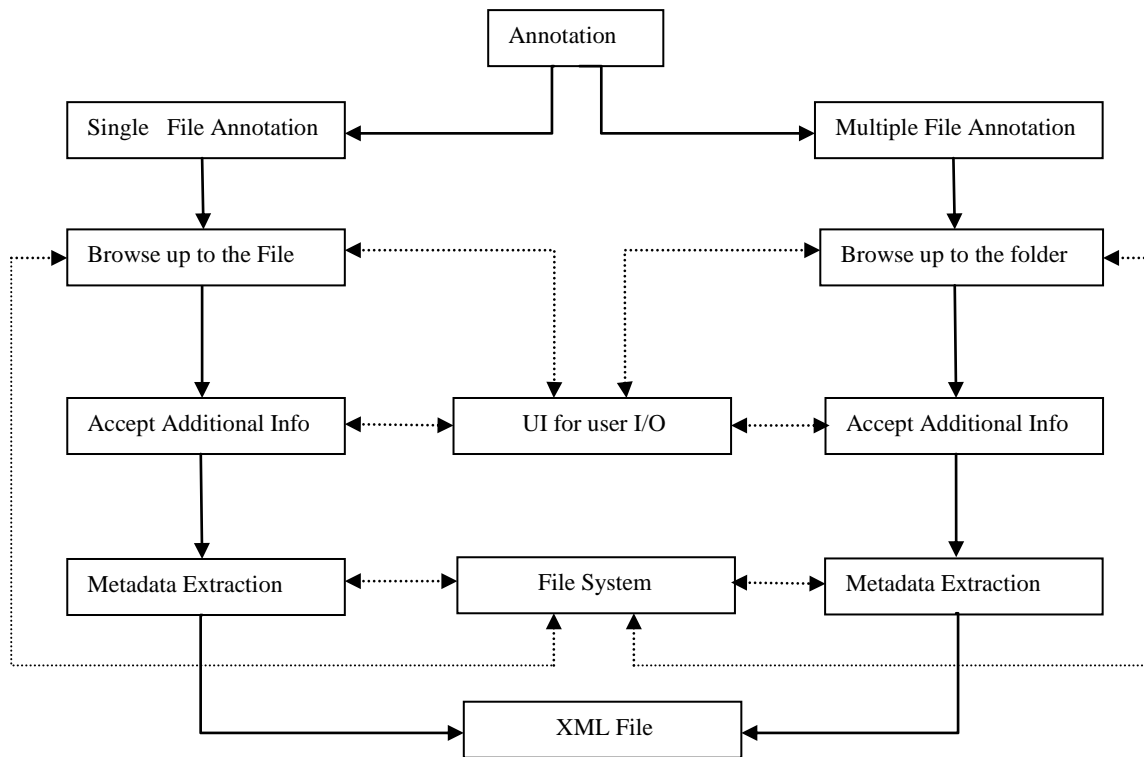 Annotation
Single File Annotation
Multiple File Annotation
Browse up to the File
Browse up to the folder
Accept Additional Info
UI for user I/O
Accept Additional Info
Metadata Extraction
File System
Metadata Extraction
XML File